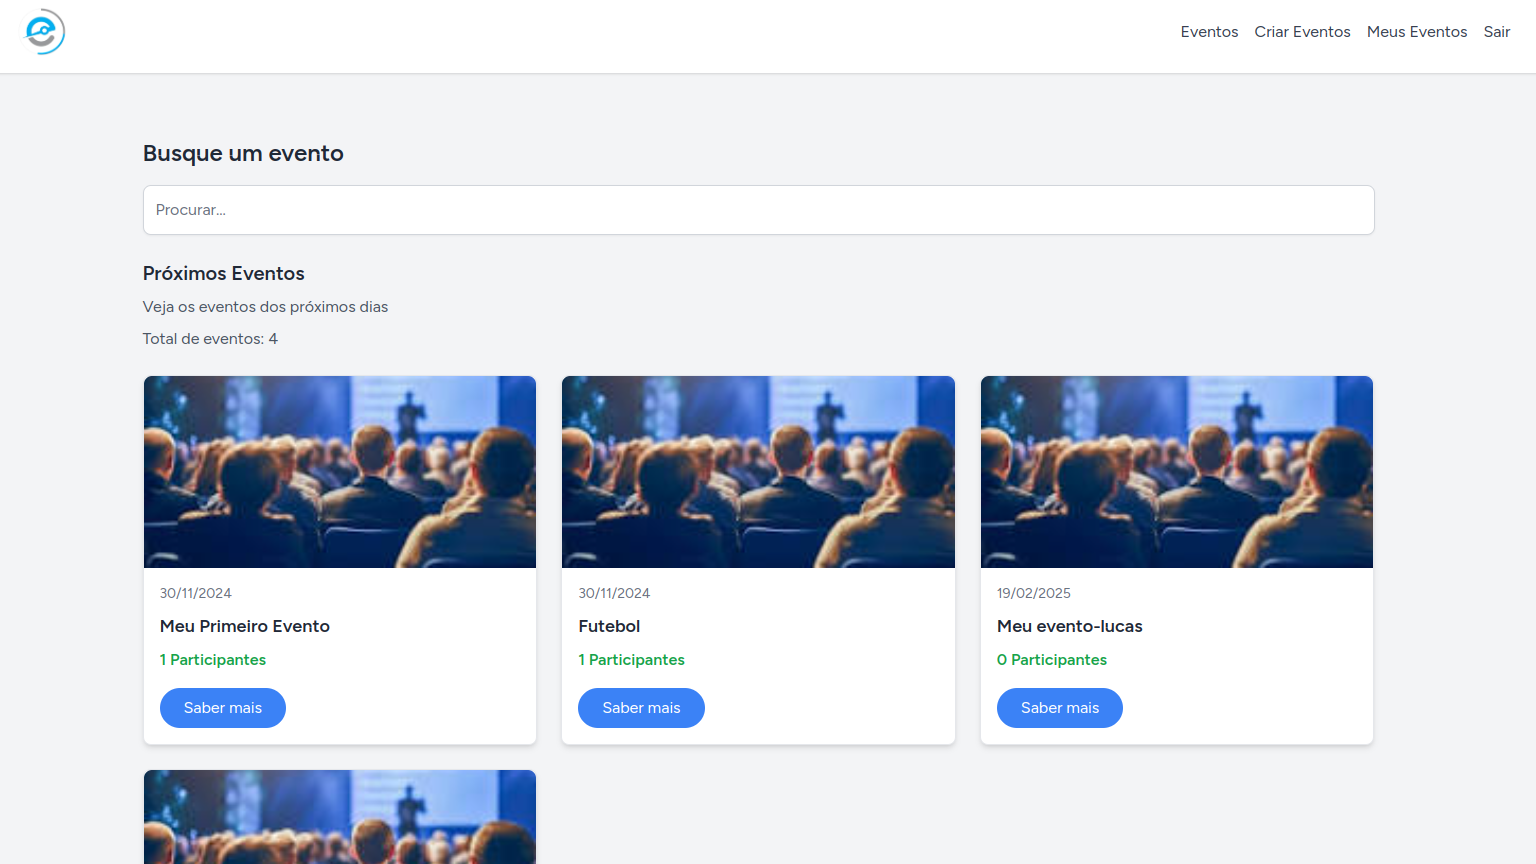 Eventos Criar Eventos Meus Eventos Sair
Busque um evento
Procurar...
Próximos Eventos
Veja os eventos dos próximos dias
Total de eventos: 4
30/11/2024
Meu Primeiro Evento
1 Participantes
Saber mais
30/11/2024
Futebol
1 Participantes
Saber mais
19/02/2025
Meu evento-lucas
0 Participantes
Saber mais